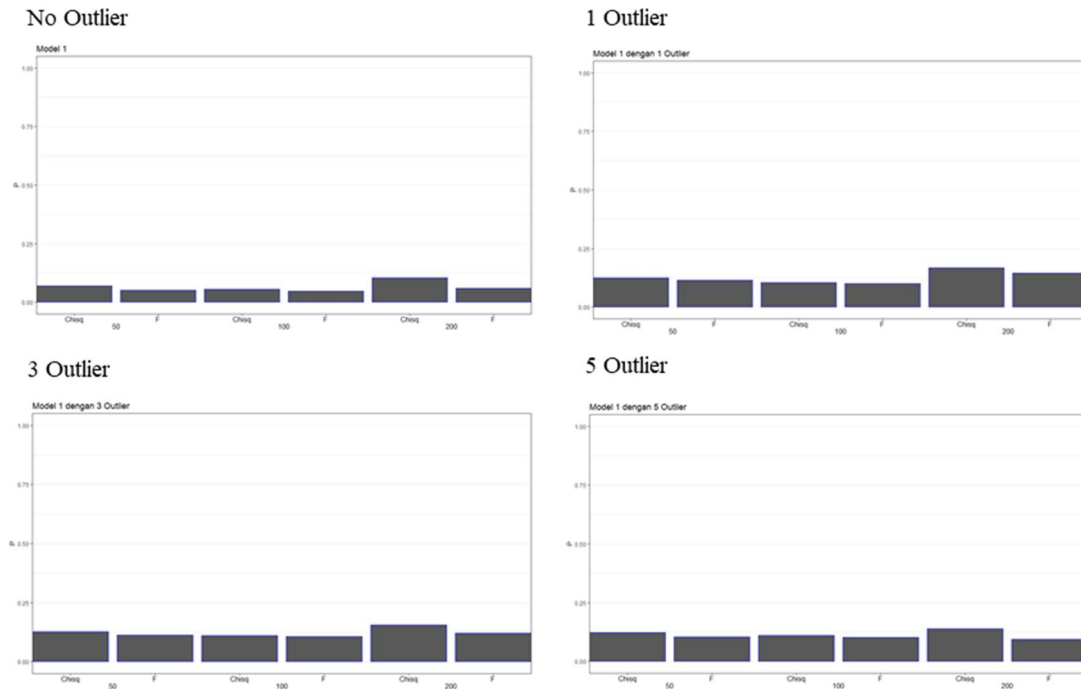 No Outlier
Model 1
1.00
0.75
P 0.50
0.25
0.00
Chisq F Chisq F Chisq F
50 100 200
1 Outlier
Model 1 dengan 1 Outlier
1.00
0.75
P 0.50
0.25
0.00
Chisq F Chisq F Chisq F
50 100 200
3 Outlier
Model 1 dengan 3 Outlier
1.00
0.75
P 0.50
0.25
0.00
Chisq F Chisq F Chisq F
50 100 200
5 Outlier
Model 1 dengan 5 Outlier
1.00
0.75
P 0.50
0.25
0.00
Chisq F Chisq F Chisq F
50 100 200